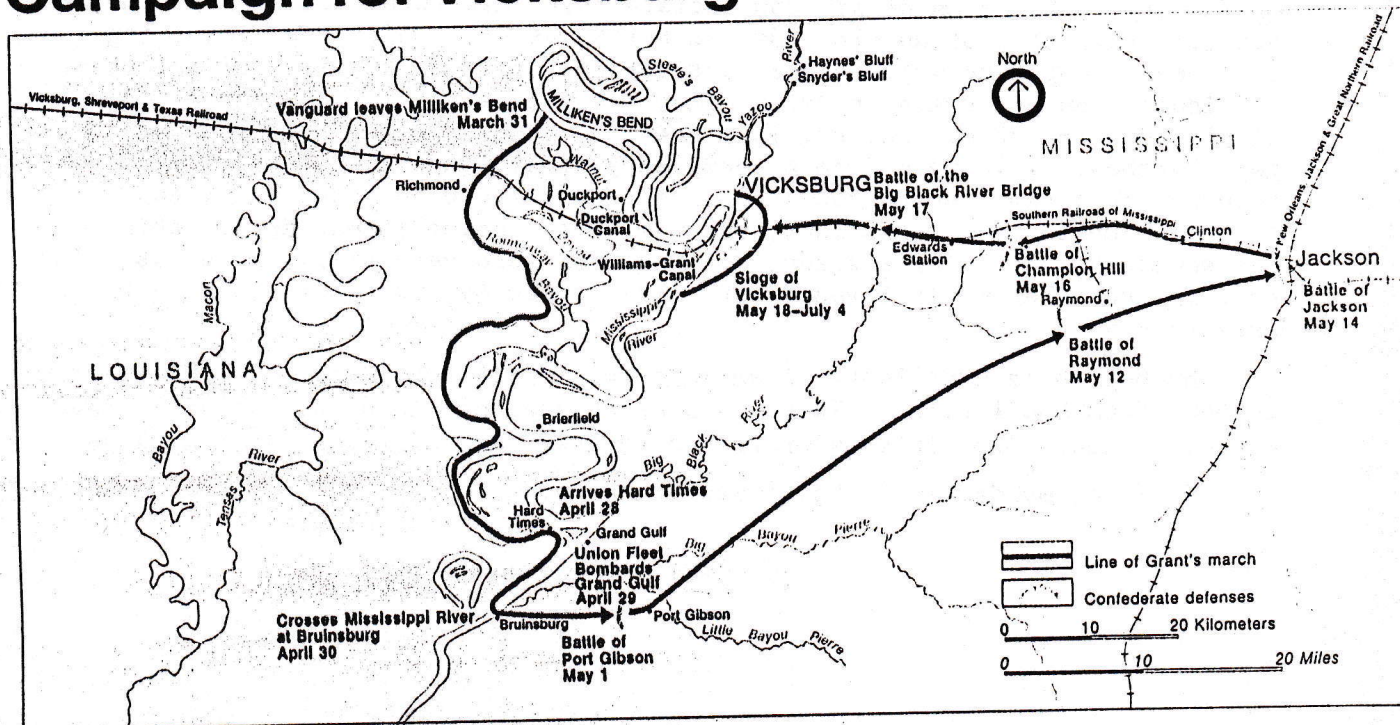 Campaign for Vicksburg
Vicksburg, Shreveport & Texas Railroad
Vanguard leaves Milliken's Bend
March 31
MILLIKEN'S BEND
Steele's
Bayou
Yazoo
River
Haynes' Bluff
Snyder's Bluff
North
MISSISSIPPI
New Orleans, Jackson & Great Northern Railroad
Richmond
Walnut
Bayou
Duckport
Duckport
Canal
Roundaway
Bayou
Williams-Grant
Canal
VICKSBURG
Battle of the
Big Black River Bridge
May 17
Southern Railroad of Mississippi
Clinton
Edwards
Station
Battle of
Champion Hill
May 16
Raymond
Jackson
Battle of
Jackson
May 14
Siege of
Vicksburg
May 18–July 4
Battle of
Raymond
May 12
Mississippi
River
Macon
Bayou
LOUISIANA
Tensas
River
Brierfield
Big
Black
River
Arrives Hard Times
April 28
Hard
Times
Grand Gulf
Union Fleet
Bombards
Grand Gulf
April 29
Big
Bayou
Pierre
Crosses Mississippi River
at Bruinsburg
April 30
Bruinsburg
Port Gibson
Battle of
Port Gibson
May 1
Little
Bayou
Pierre
Line of Grant's march
Confederate defenses
0 10 20 Kilometers
0 10 20 Miles